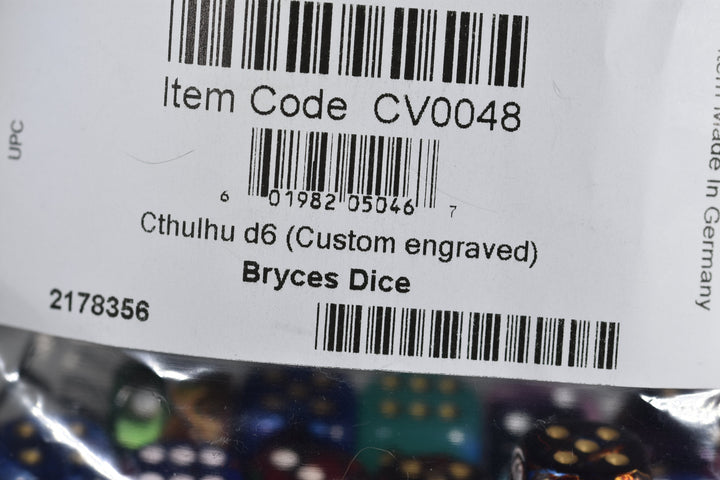 Item Code CV0048
UPC
6 01982 05046 7
Cthulhu d6 (Custom engraved)
Bryces Dice
2178356
Made In Germany